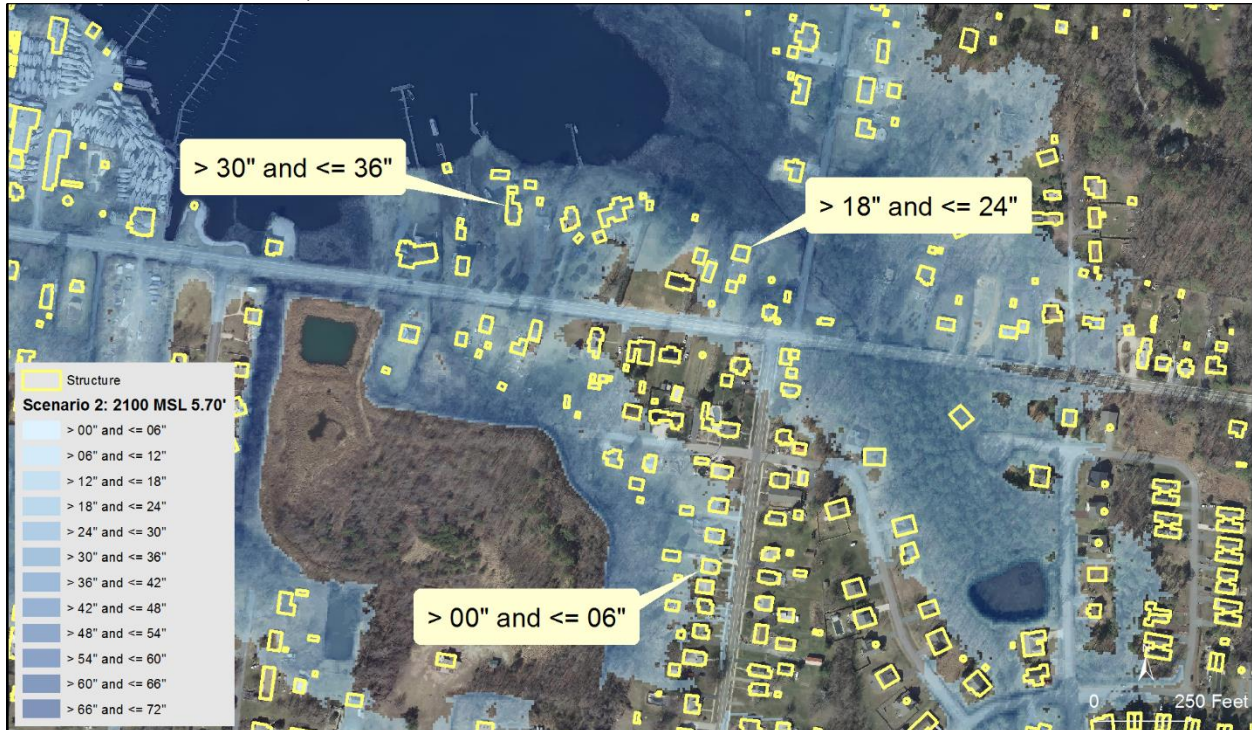 > 30" and <= 36"
> 18" and <= 24"
> 00" and <= 06"
Structure
Scenario 2: 2100 MSL 5.70'
> 00" and <= 06"
> 06" and <= 12"
> 12" and <= 18"
> 18" and <= 24"
> 24" and <= 30"
> 30" and <= 36"
> 36" and <= 42"
> 42" and <= 48"
> 48" and <= 54"
> 54" and <= 60"
> 60" and <= 66"
> 66" and <= 72"
0 250 Feet